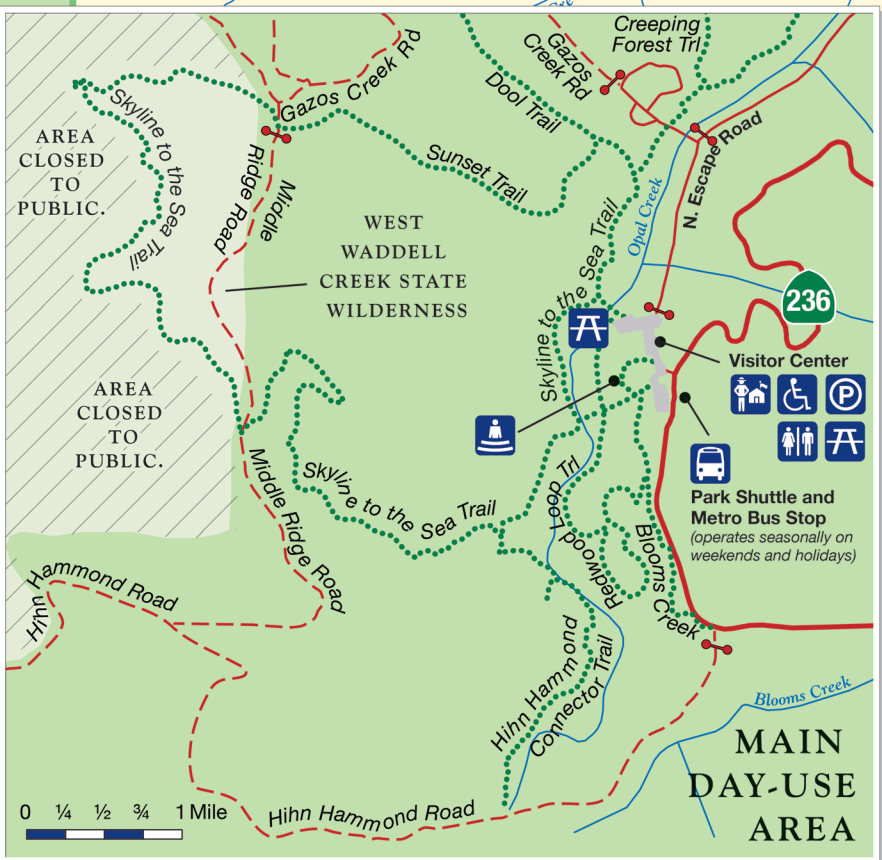 Creeping
Forest Trl
Gazos
Creek Rd
Gazos Creek Rd
Dool Trail
N. Escape Road
Skyline to
the Sea Trail
Sunset Trail
AREA
CLOSED
TO
PUBLIC.
Middle
Ridge Road
Opal Creek
WEST
WADDELL
CREEK STATE
WILDERNESS
Skyline to the Sea Trail
236
Visitor Center
P
AREA
CLOSED
TO
PUBLIC.
Park Shuttle and
Metro Bus Stop
(operates seasonally on
weekends and holidays)
Middle Ridge Road
Skyline to the Sea Trail
Redwood
Loop Trl
Blooms Creek
Hihn
Hammond Road
Hihn Hammond
Connector Trail
Blooms Creek
MAIN
DAY-USE
AREA
0 ¼ ½ ¾ 1 Mile
Hihn Hammond Road